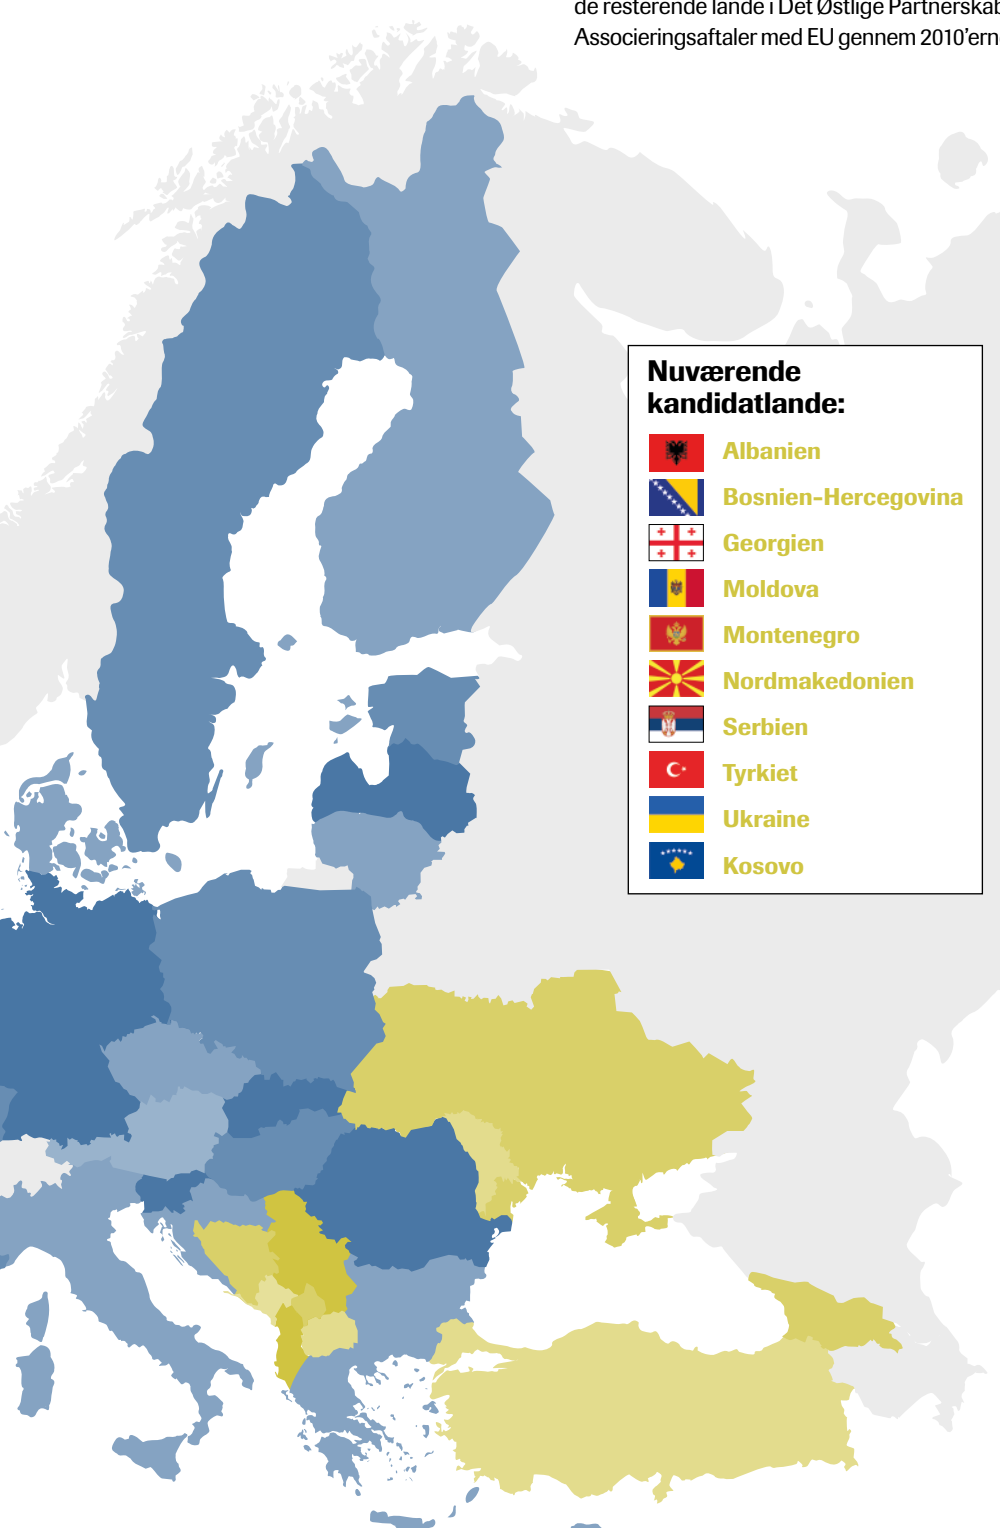 de resterende lande i Det Østlige Partnerskab
Associeringsaftaler med EU gennem 2010'erne
Nuværende
kandidatlande:
Albanien
Bosnien-Hercegovina
Georgien
Moldova
Montenegro
Nordmakedonien
Serbien
Tyrkiet
Ukraine
Kosovo